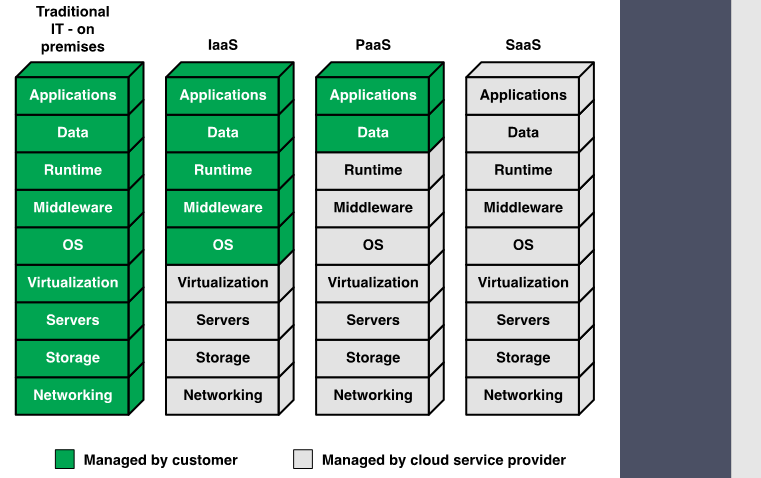 Traditional
IT - on
premises
IaaS
PaaS
SaaS
Applications
Data
Runtime
Middleware
OS
Virtualization
Servers
Storage
Networking
Applications
Data
Runtime
Middleware
OS
Virtualization
Servers
Storage
Networking
Applications
Data
Runtime
Middleware
OS
Virtualization
Servers
Storage
Networking
Applications
Data
Runtime
Middleware
OS
Virtualization
Servers
Storage
Networking
Managed by customer
Managed by cloud service provider